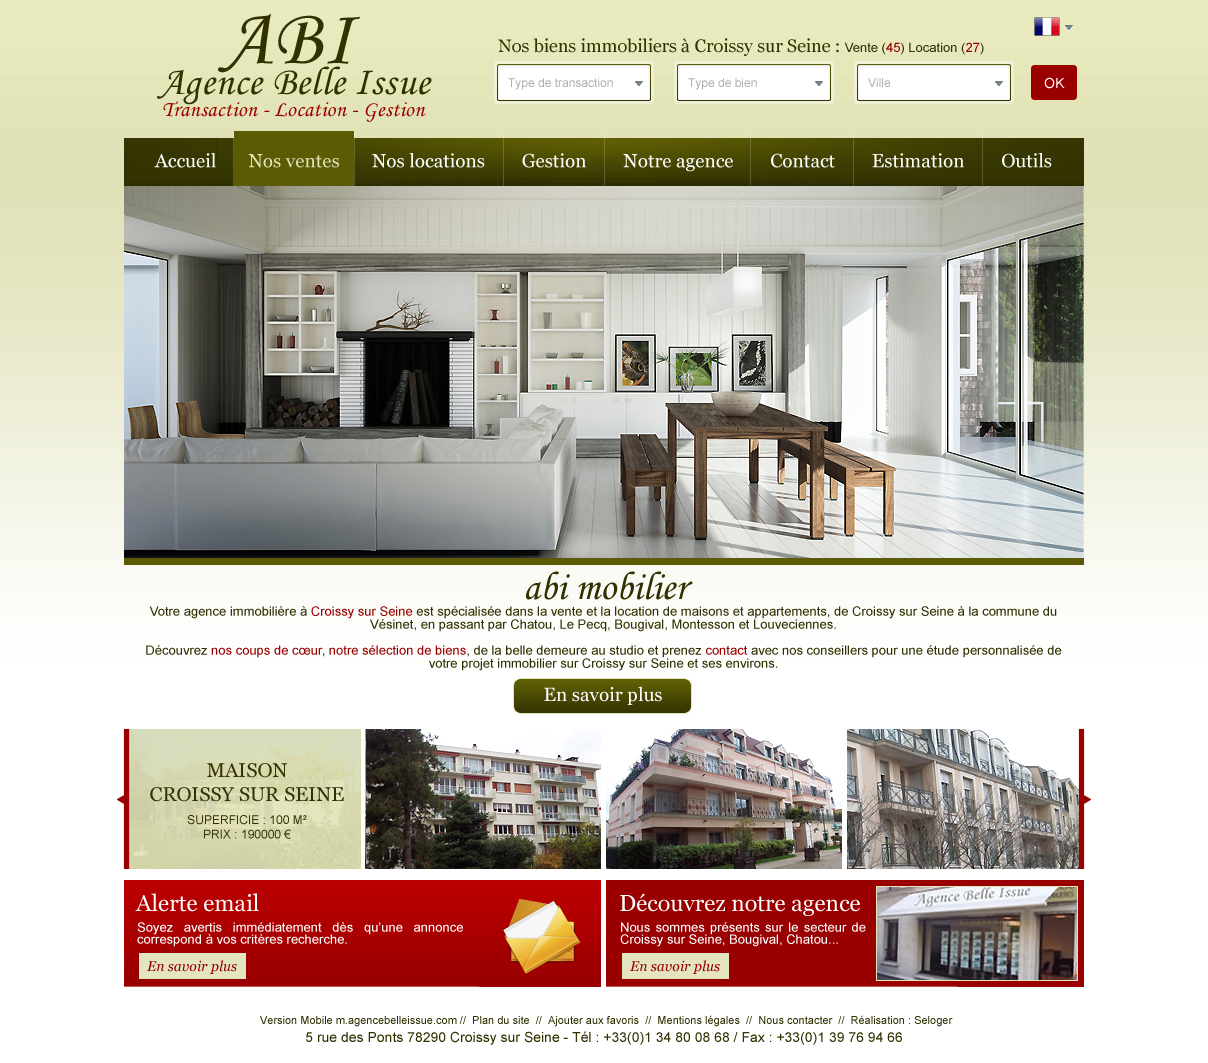 ABI
Agence Belle Issue
Transaction - Location - Gestion
Nos biens immobiliers à Croissy sur Seine : Vente (45) Location (27)
Type de transaction
Type de bien
Ville
OK
Accueil
Nos ventes
Nos locations
Gestion
Notre agence
Contact
Estimation
Outils
abi mobilier
Votre agence immobilière à Croissy sur Seine est spécialisée dans la vente et la location de maisons et appartements, de Croissy sur Seine à la commune du
Vésinet, en passant par Chatou, Le Pecq, Bougival, Montesson et Louveciennes.
Découvrez nos coups de cœur, notre sélection de biens, de la belle demeure au studio et prenez contact avec nos conseillers pour une étude personnalisée de
votre projet immobilier sur Croissy sur Seine et ses environs.
En savoir plus
MAISON
CROISSY SUR SEINE
SUPERFICIE : 100 M²
PRIX : 190000 €
Alerte email
Soyez avertis immédiatement dès qu'une annonce
correspond à vos critères recherche.
En savoir plus
Découvrez notre agence
Nous sommes présents sur le secteur de
Croissy sur Seine, Bougival, Chatou...
En savoir plus
Agence Belle Issue
Version Mobile m.agencebelleissue.com // Plan du site // Ajouter aux favoris // Mentions légales // Nous contacter // Réalisation : Seloger
5 rue des Ponts 78290 Croissy sur Seine - Tél : +33(0)1 34 80 08 68 / Fax : +33(0)1 39 76 94 66